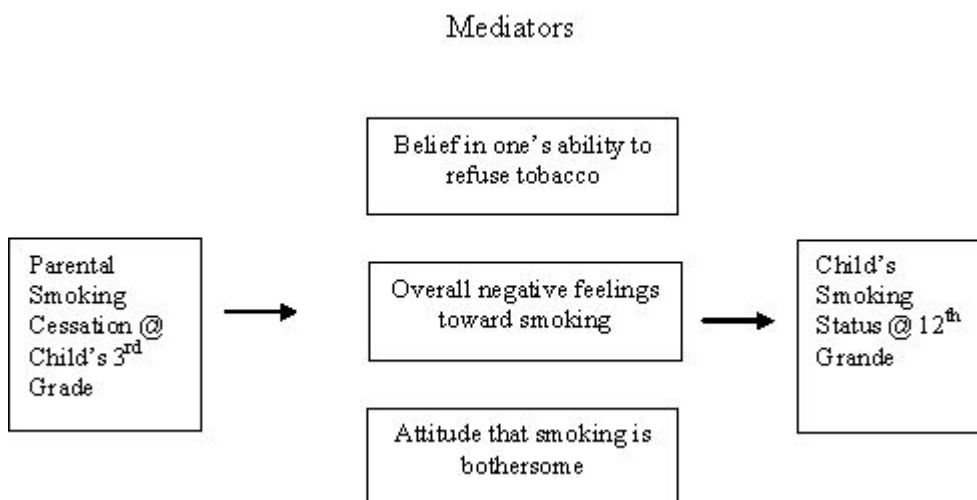 Mediators
Belief in one's ability to
refuse tobacco
Parental
Smoking
Cessation @
Child's 3rd
Grade
Overall negative feelings
toward smoking
Child's
Smoking
Status @ 12th
Grande
Attitude that smoking is
bothersome